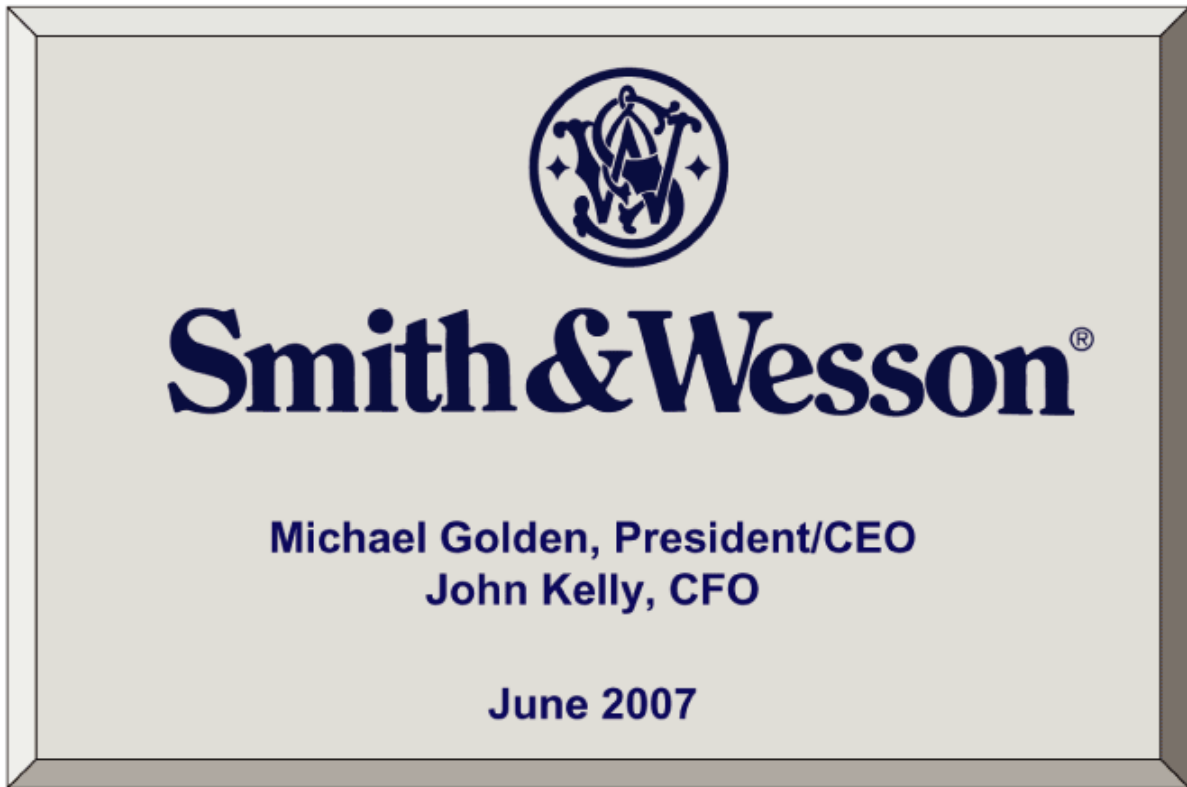 Smith & Wesson®
Michael Golden, President/CEO
John Kelly, CFO
June 2007